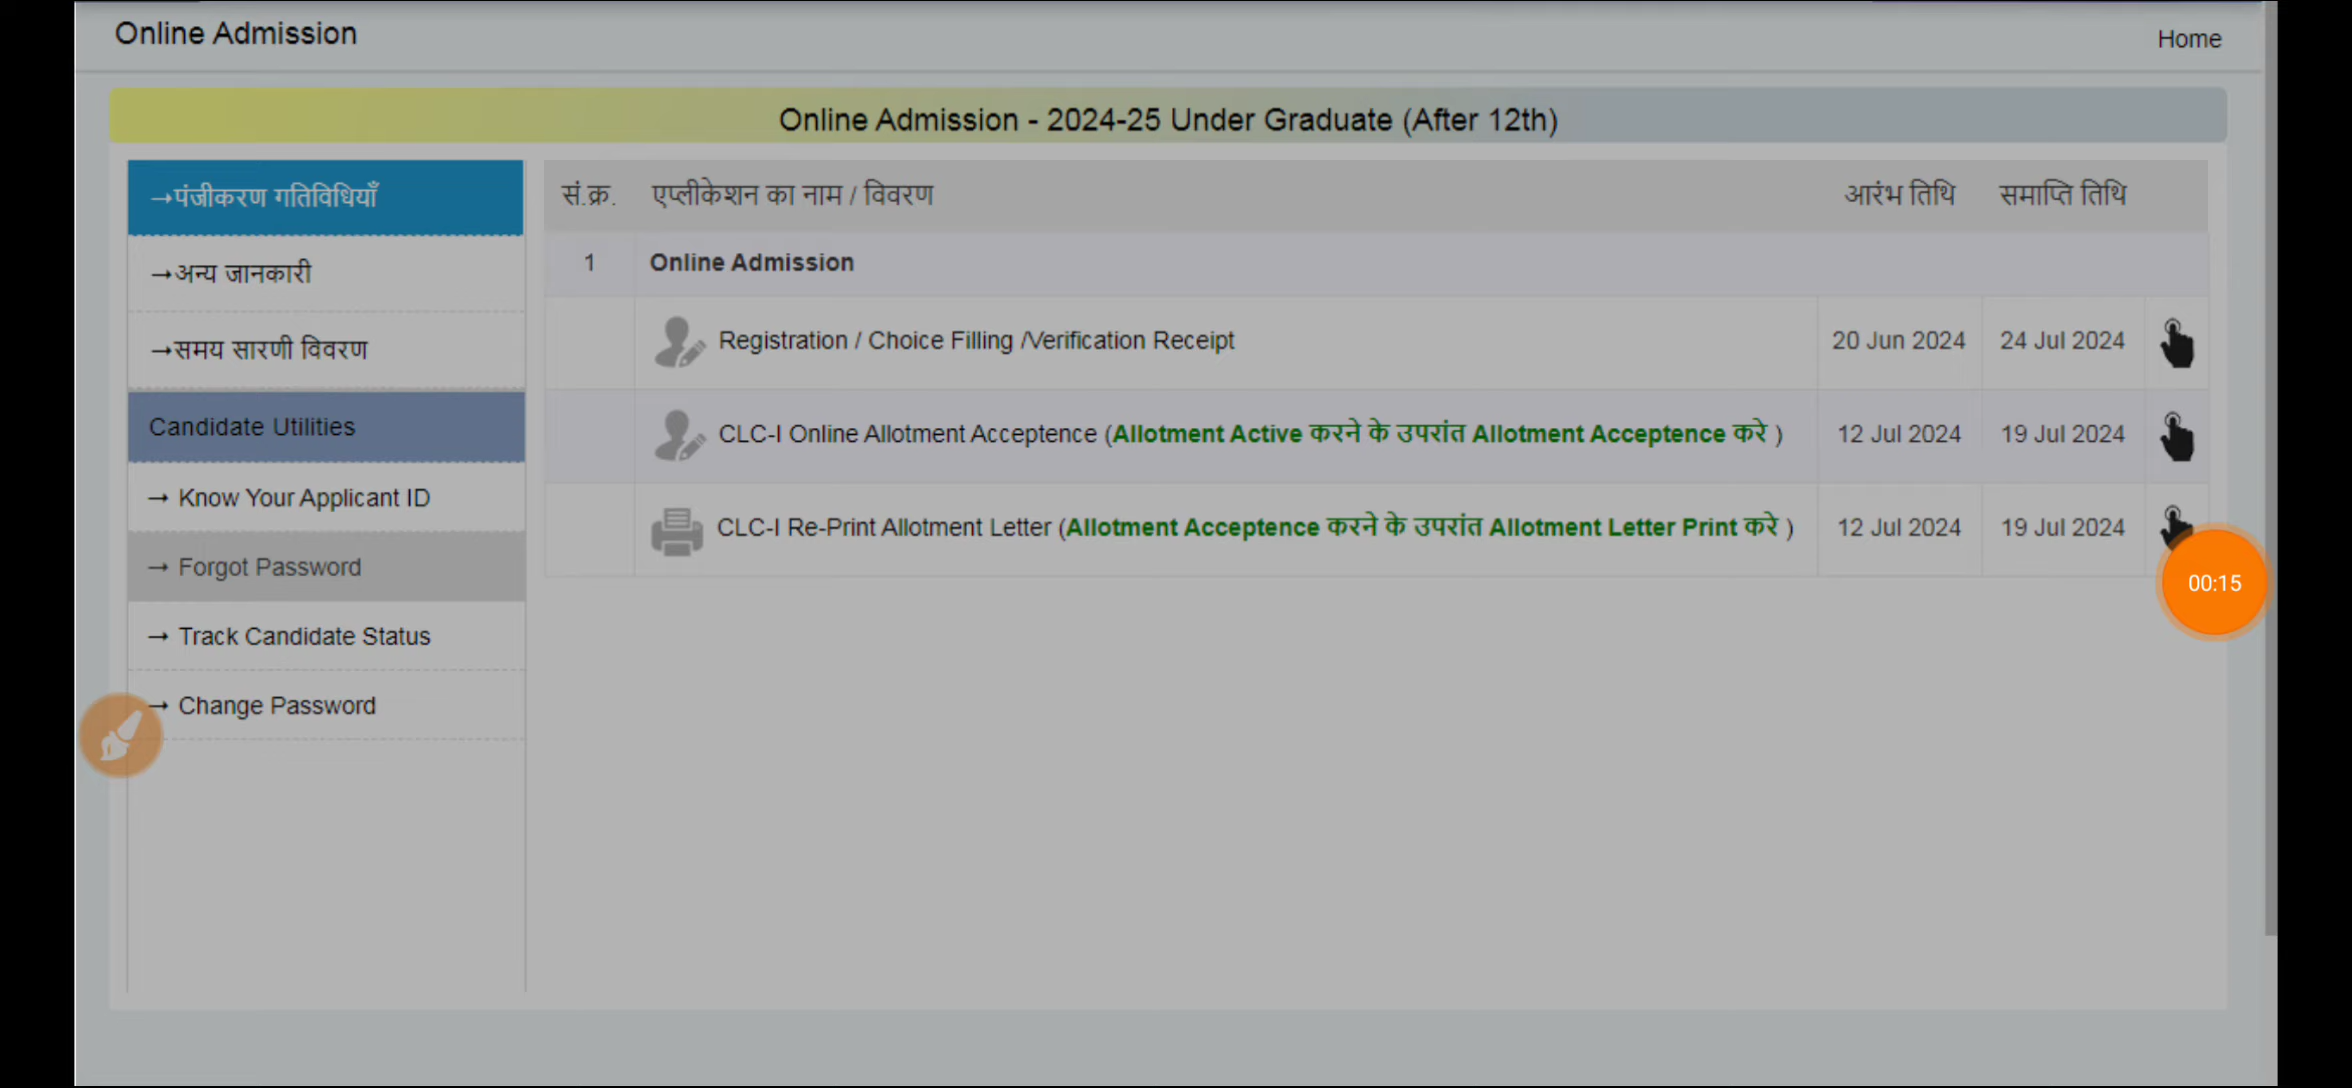 Online Admission
Home
Online Admission - 2024-25 Under Graduate (After 12th)
→पंजीकरण गतिविधियाँ
→अन्य जानकारी
→समय सारणी विवरण
Candidate Utilities
→ Know Your Applicant ID
→ Forgot Password
→ Track Candidate Status
→ Change Password
सं.क्र. एप्लीकेशन का नाम / विवरण आरंभ तिथि समाप्ति तिथि
1 Online Admission
Registration / Choice Filling /Verification Receipt 20 Jun 2024 24 Jul 2024
CLC-I Online Allotment Acceptence (Allotment Active करने के उपरांत Allotment Acceptence करे ) 12 Jul 2024 19 Jul 2024
CLC-I Re-Print Allotment Letter (Allotment Acceptence करने के उपरांत Allotment Letter Print करे ) 12 Jul 2024 19 Jul 2024
00:15